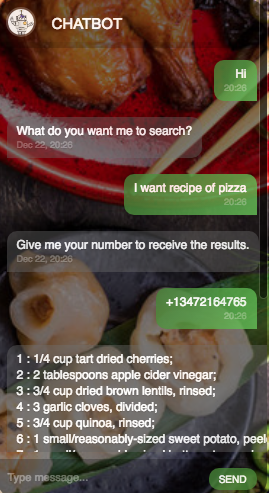 CHATBOT
Hi
20:26
What do you want me to search?
Dec 22, 20:26
I want recipe of pizza
20:26
Give me your number to receive the results.
Dec 22, 20:26
+13472164765
20:26
1 : 1/4 cup tart dried cherries;
2 : 2 tablespoons apple cider vinegar;
3 : 3/4 cup dried brown lentils, rinsed;
4 : 3 garlic cloves, divided;
5 : 3/4 cup quinoa, rinsed;
6 : 1 small/reasonably-sized sweet potato, peel
Type message...
SEND